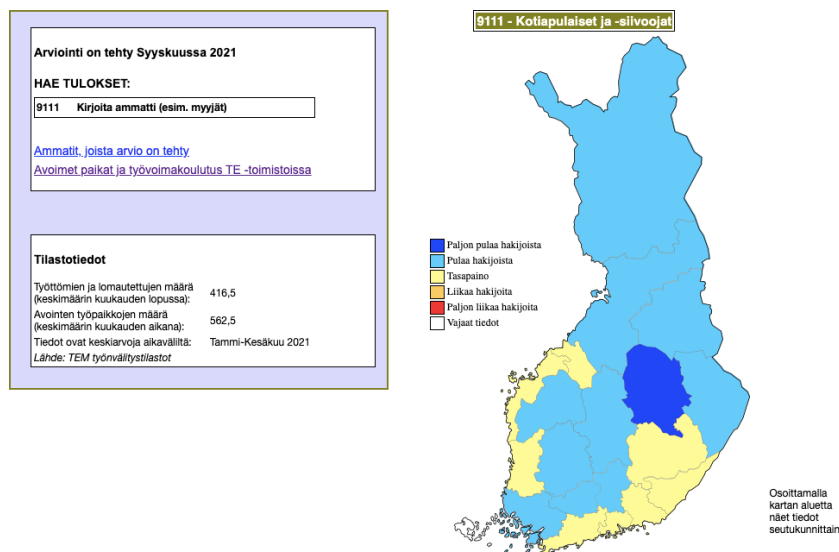 9111 - Kotiapulaiset ja -siivoojat
Arviointi on tehty Syyskuussa 2021
HAE TULOKSET:
9111 Kirjoita ammatti (esim. myyjät)
Ammatit, joista arvio on tehty
Avoimet paikat ja työvoimakoulutus TE -toimistoissa
Tilastotiedot
Työttömien ja lomautettujen määrä
(keskimäärin kuukauden lopussa): 416,5
Avointen työpaikkojen määrä
(keskimäärin kuukauden aikana): 562,5
Tiedot ovat keskiarvoja aikaväliltä: Tammi-Kesäkuu 2021
Lähde: TEM työnvälitystilastot
Paljon pulaa hakijoista
Pulaa hakijoista
Tasapaino
Liikaa hakijoita
Paljon liikaa hakijoita
Vajaat tiedot
Osoittamalla
kartan aluetta
näet tiedot
seutukunnittain